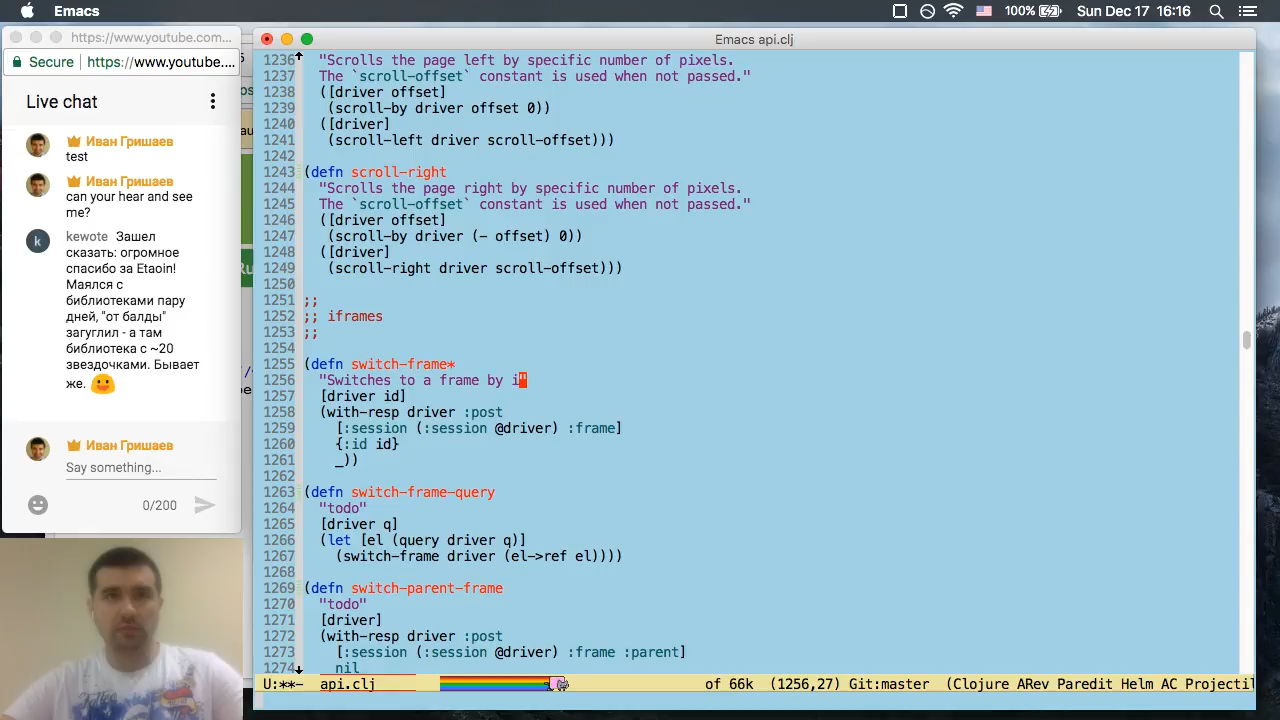 Emacs
100%
Sun Dec 17 16:16
https://www.youtube.com...
Secure https://www.youtube....
Live chat
Иван Гришаев
test
Иван Гришаев
can your hear and see
me?
k
kewote Зашел
сказать: огромное
спасибо за Etaoin!
Маялся с
библиотеками пару
дней, "от балды"
загуглил - а там
библиотека с ~20
звездочками. Бывает
же.
Иван Гришаев
Say something...
0/200
Emacs api.clj
1236 "Scrolls the page left by specific number of pixels.
1237 The `scroll-offset` constant is used when not passed."
1238 ([driver offset]
1239 (scroll-by driver offset 0))
1240 ([driver]
1241 (scroll-left driver scroll-offset)))
1242
1243 (defn scroll-right
1244 "Scrolls the page right by specific number of pixels.
1245 The `scroll-offset` constant is used when not passed."
1246 ([driver offset]
1247 (scroll-by driver (- offset) 0))
1248 ([driver]
1249 (scroll-right driver scroll-offset)))
1250
1251 ;;
1252 ;; iframes
1253 ;;
1254
1255 (defn switch-frame*
1256 "Switches to a frame by i"
1257 [driver id]
1258 (with-resp driver :post
1259 [:session (:session @driver) :frame]
1260 {:id id}
1261 _))
1262
1263 (defn switch-frame-query
1264 "todo"
1265 [driver q]
1266 (let [el (query driver q)]
1267 (switch-frame driver (el->ref el))))
1268
1269 (defn switch-parent-frame
1270 "todo"
1271 [driver]
1272 (with-resp driver :post
1273 [:session (:session @driver) :frame :parent]
1274 nil
U:**- api.clj of 66k (1256,27) Git:master (Clojure ARev Paredit Helm AC Projectil